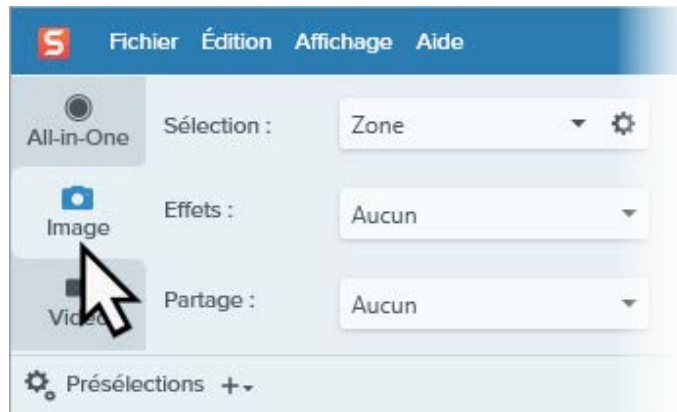 S Fichier Édition Affichage Aide
All-in-One Sélection : Zone
Image Effets : Aucun
Partage : Aucun
Présélections +